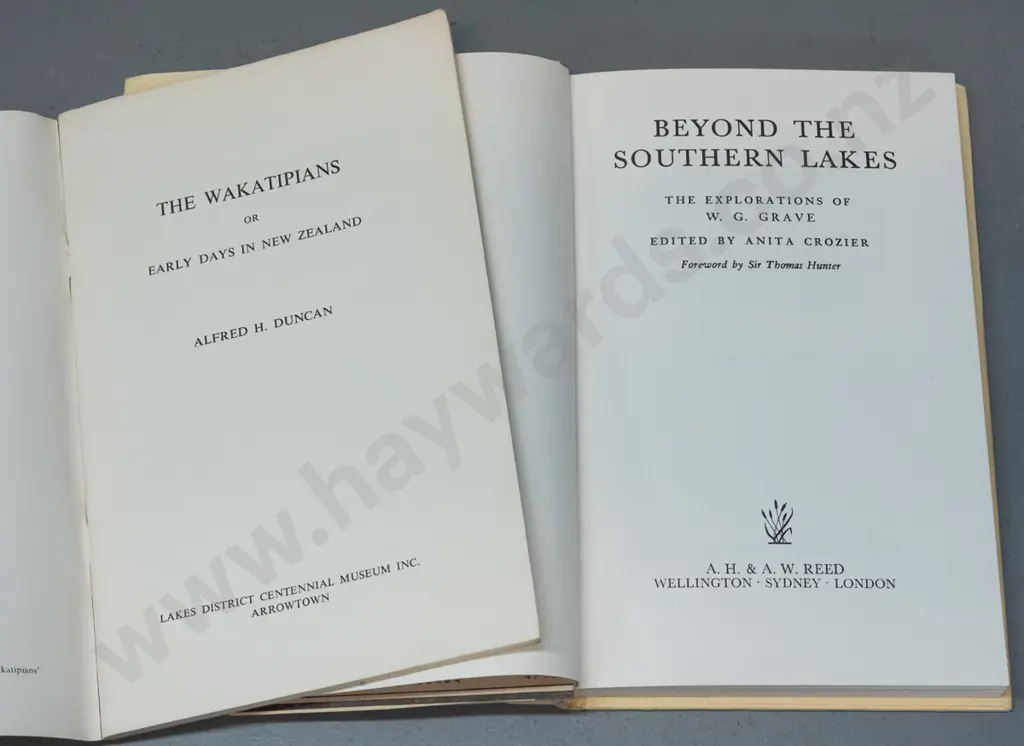 THE WAKATIPIANS
OR
EARLY DAYS IN NEW ZEALAND
ALFRED H. DUNCAN
LAKES DISTRICT CENTENNIAL MUSEUM INC.
ARROWTOWN
katipians'
BEYOND THE
SOUTHERN LAKES
THE EXPLORATIONS OF
W. G. GRAVE
EDITED BY ANITA CROZIER
Foreword by Sir Thomas Hunter
A. H. & A. W. REED
WELLINGTON · SYDNEY · LONDON
www.haywards.co.nz